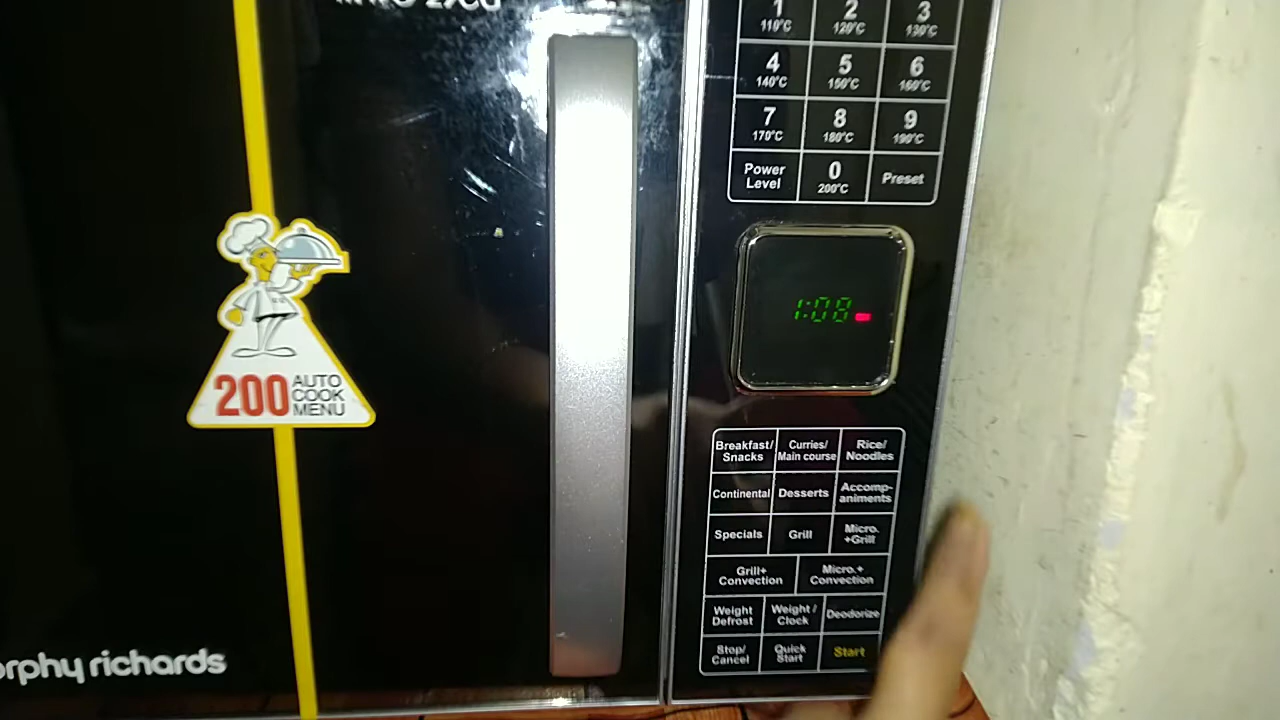 1 2 3
110°C 120°C 130°C
4 5 6
140°C 150°C 160°C
7 8 9
170°C 180°C 190°C
Power Level 0 200°C Preset
1:08
200 AUTO COOK MENU
Breakfast/ Snacks
Curries/ Main course
Rice/ Noodles
Continental
Desserts
Accomp-
animents
Specials
Grill
Micro. +Grill
Grill+ Convection
Micro.+ Convection
Weight Defrost
Weight / Clock
Deodorize
Stop/ Cancel
Quick Start
Start
richards